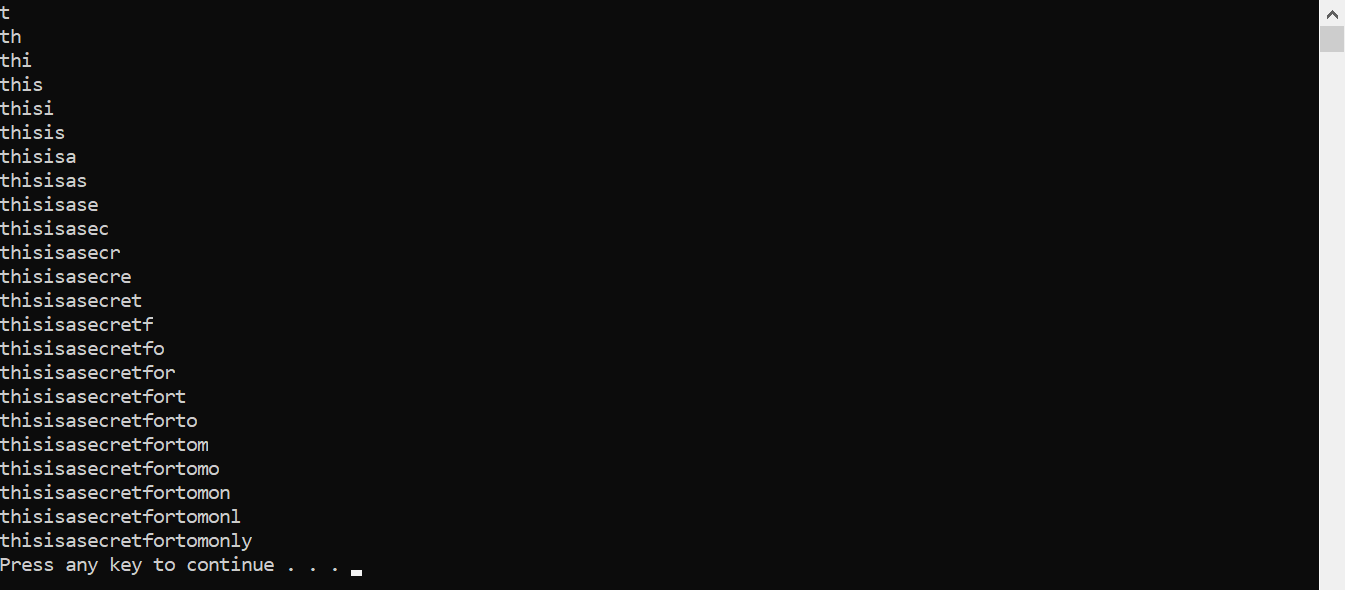 t
th
thi
this
thisi
thisis
thisisa
thisisas
thisisase
thisisasec
thisisasecr
thisisasecre
thisisasecret
thisisasecretf
thisisasecretfo
thisisasecretfor
thisisasecretfort
thisisasecretforto
thisisasecretfortom
thisisasecretfortomo
thisisasecretfortomon
thisisasecretfortomonl
thisisasecretfortomonly
Press any key to continue . . .